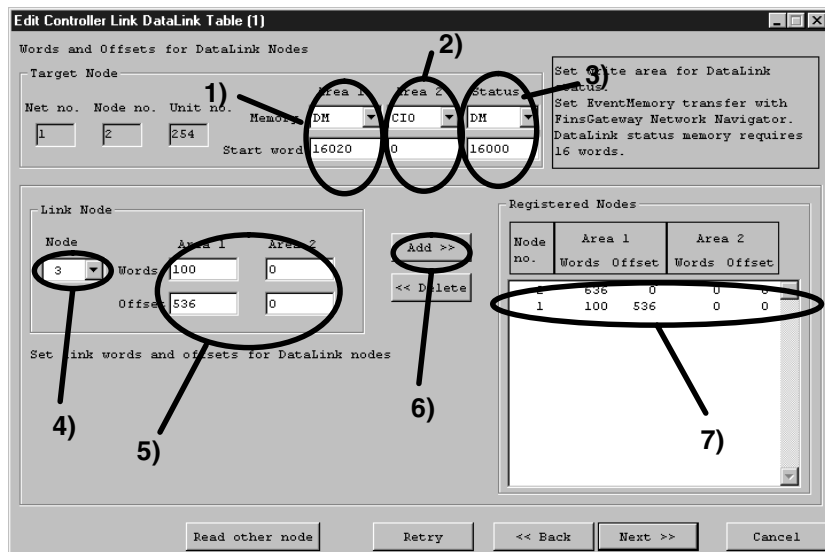 Edit Controller Link DataLink Table (1)
Words and Offsets for DataLink Nodes
2)
Target Node
1)
3)
Net no. Node no. Unit no.
Area 1 Area 2 Status
Memory DM CIO DM
1 2 254
Start word 16020 0 16000
Set write area for DataLink
status.
Set EventMemory transfer with
FinsGateway Network Navigator.
DataLink status memory requires
16 words.
Link Node
Node Area 1 Area 2
3 Words 100 0
Offset 536 0
Set link words and offsets for DataLink nodes
4)
5)
Add >>
<< Delete
6)
Registered Nodes
Node Area 1 Area 2
no. Words Offset Words Offset
2 636 0 0 0
1 100 536 0 0
7)
Read other node Retry << Back Next >> Cancel